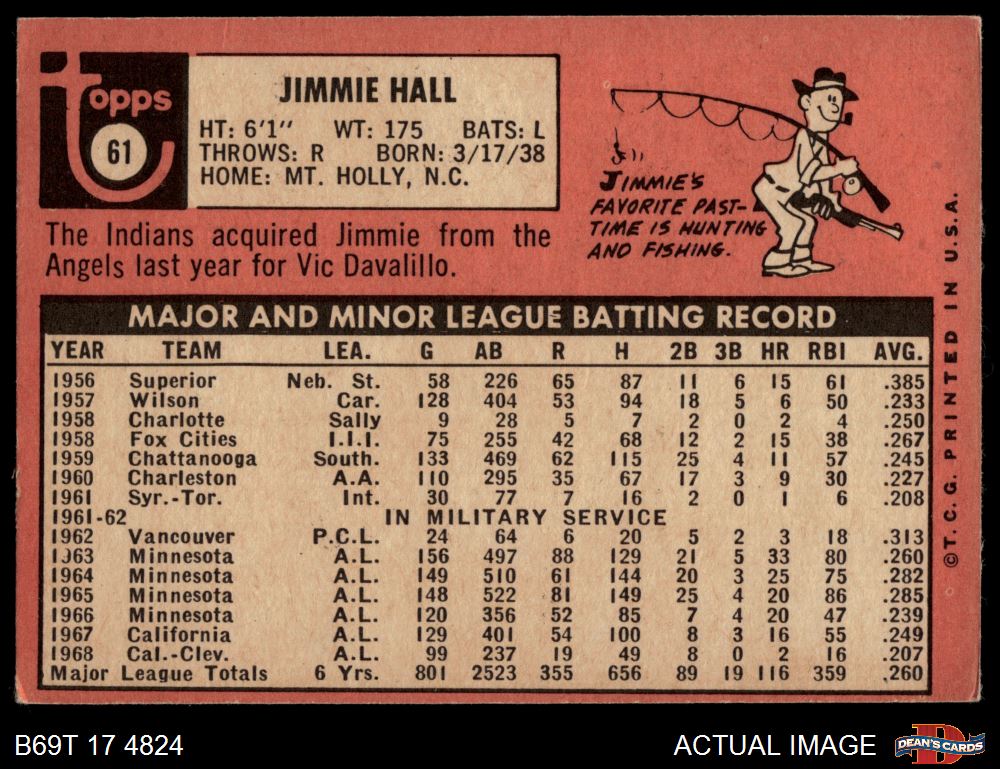 Topps
61
JIMMIE HALL
HT: 6'1" WT: 175 BATS: L
THROWS: R BORN: 3/17/38
HOME: MT. HOLLY, N.C.
The Indians acquired Jimmie from the
Angels last year for Vic Davalillo.
JIMMIE'S
FAVORITE PAST-
TIME IS HUNTING
AND FISHING.
MAJOR AND MINOR LEAGUE BATTING RECORD
YEAR TEAM LEA. G AB R H 2B 3B HR RBI AVG.
1956 Superior Neb. St. 58 226 65 87 11 6 15 61 .385
1957 Wilson Car. 128 404 53 94 18 5 6 50 .233
1958 Charlotte Sally 9 28 5 7 2 0 2 4 .250
1958 Fox Cities I.I.I. 75 255 42 68 12 2 15 38 .267
1959 Chattanooga South. 133 469 62 115 25 4 11 57 .245
1960 Charleston A.A. 110 295 35 67 17 3 9 30 .227
1961 Syr.-Tor. Int. 30 77 7 16 2 0 1 6 .208
1961-62 IN MILITARY SERVICE
1962 Vancouver P.C.L. 24 64 6 20 5 2 3 18 .313
1963 Minnesota A.L. 156 497 88 129 21 5 33 80 .260
1964 Minnesota A.L. 149 510 61 144 20 3 25 75 .282
1965 Minnesota A.L. 148 522 81 149 25 4 20 86 .285
1966 Minnesota A.L. 120 356 52 85 7 4 20 47 .239
1967 California A.L. 129 401 54 100 8 3 16 55 .249
1968 Cal.-Clev. A.L. 99 237 19 49 8 0 2 16 .207
Major League Totals 6 Yrs. 801 2523 355 656 89 19 116 359 .260
©T.C.G. PRINTED IN U.S.A.
B69T 17 4824
ACTUAL IMAGE
D
DEAN'S CARDS